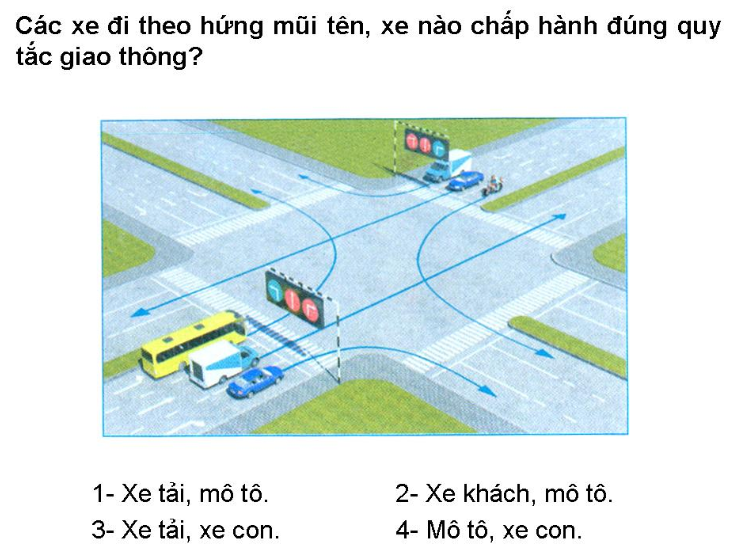 Các xe đi theo hứng mũi tên, xe nào chấp hành đúng quy
tắc giao thông?
1- Xe tải, mô tô.
2- Xe khách, mô tô.
3- Xe tải, xe con.
4- Mô tô, xe con.